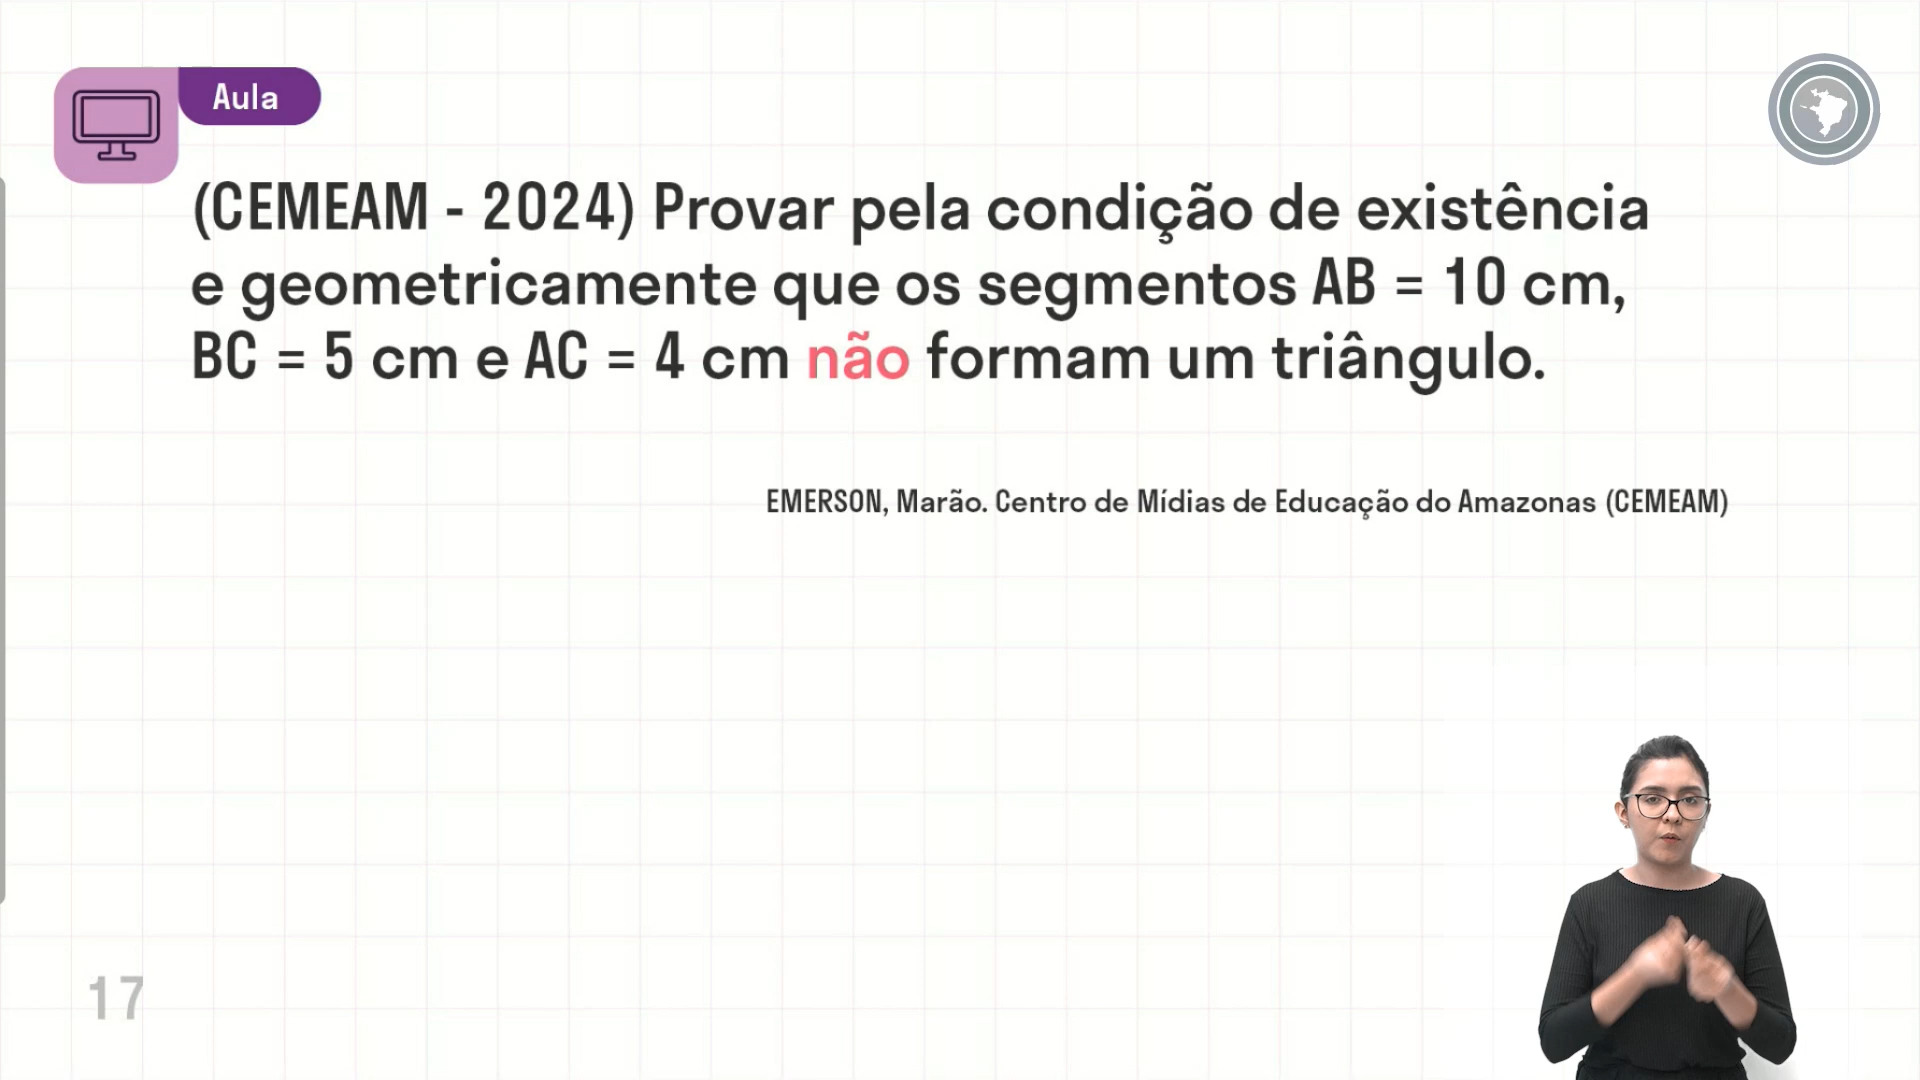 Aula
(CEMEAM - 2024) Provar pela condição de existência
e geometricamente que os segmentos AB = 10 cm,
BC = 5 cm e AC = 4 cm não formam um triângulo.
EMERSON, Marão. Centro de Mídias de Educação do Amazonas (CEMEAM)
17